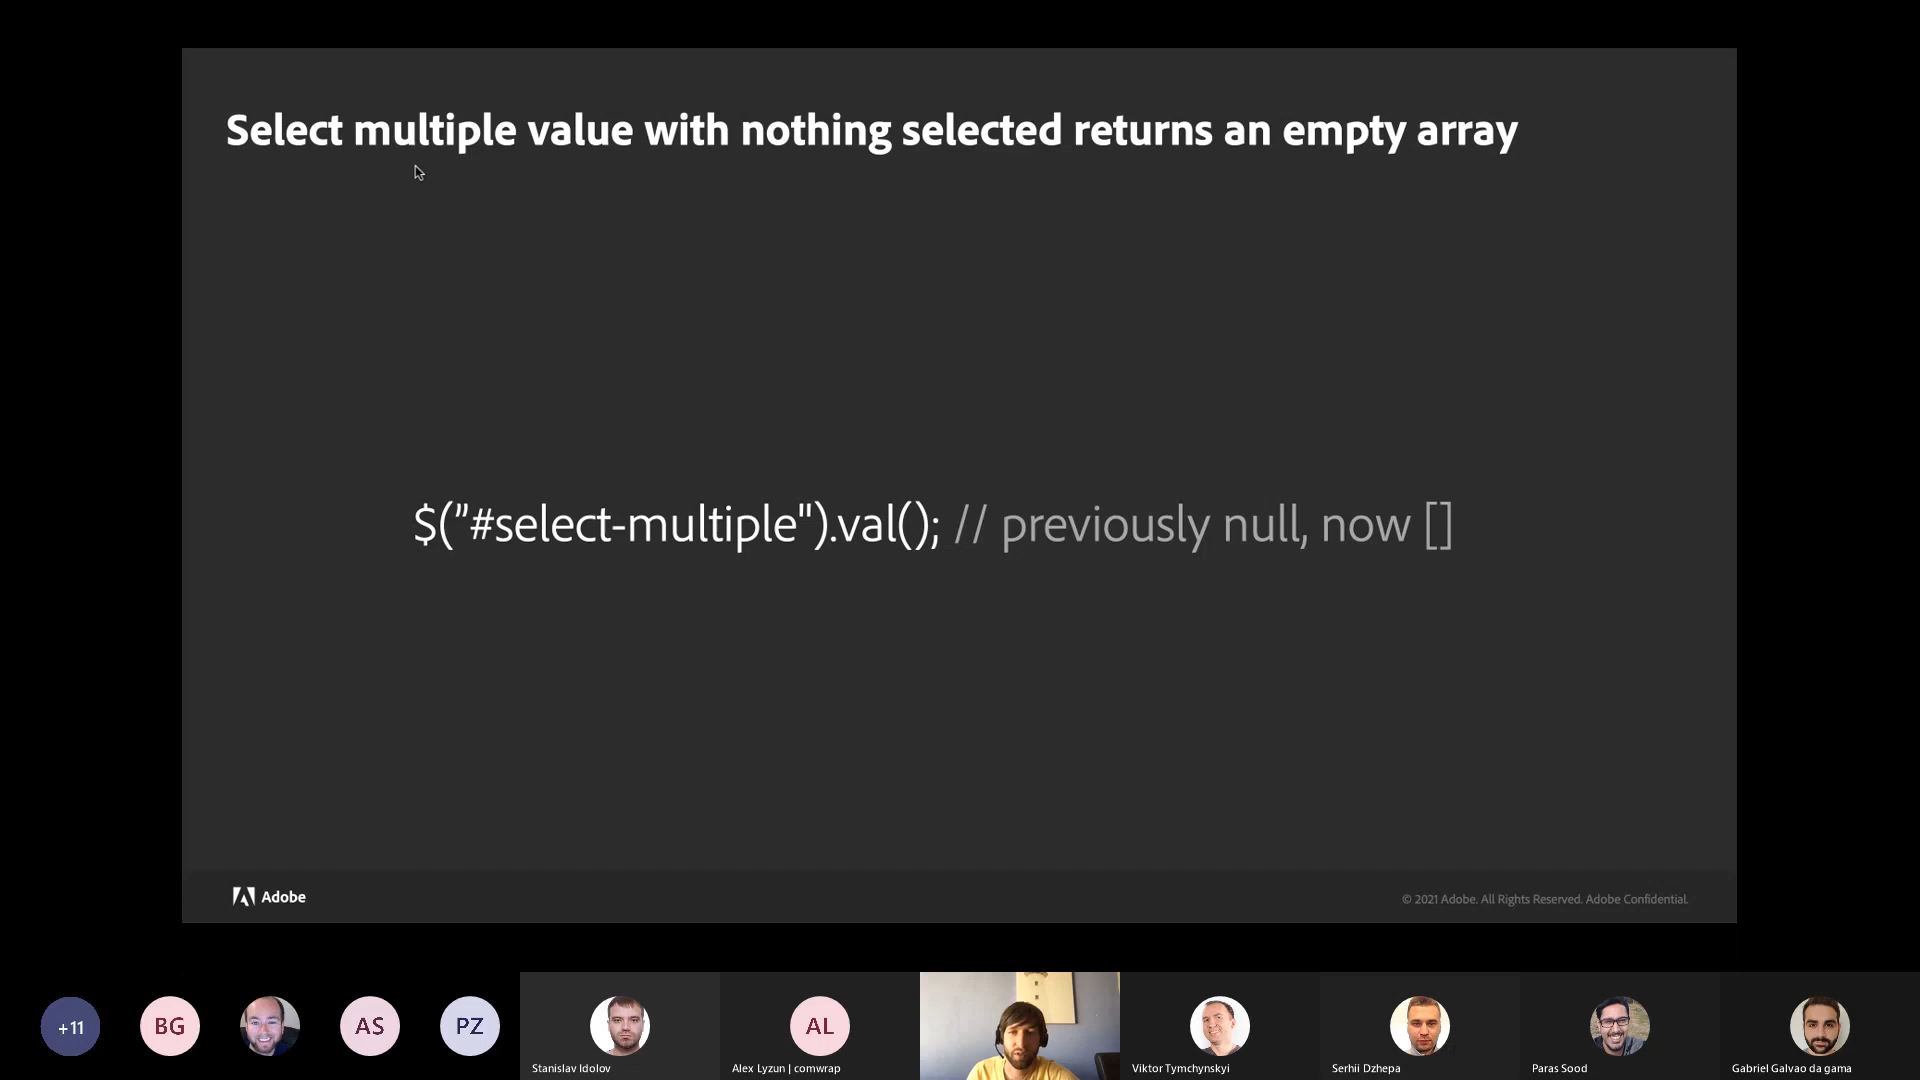 Select multiple value with nothing selected returns an empty array
$("#select-multiple").val(); // previously null, now []
Adobe
© 2021 Adobe. All Rights Reserved. Adobe Confidential.
+11
BG
AS
PZ
Stanislav Idolov
AL
Alex Lyzun | comwrap
Viktor Tymchynskyi
Serhii Dzhepa
Paras Sood
Gabriel Galvao da gama